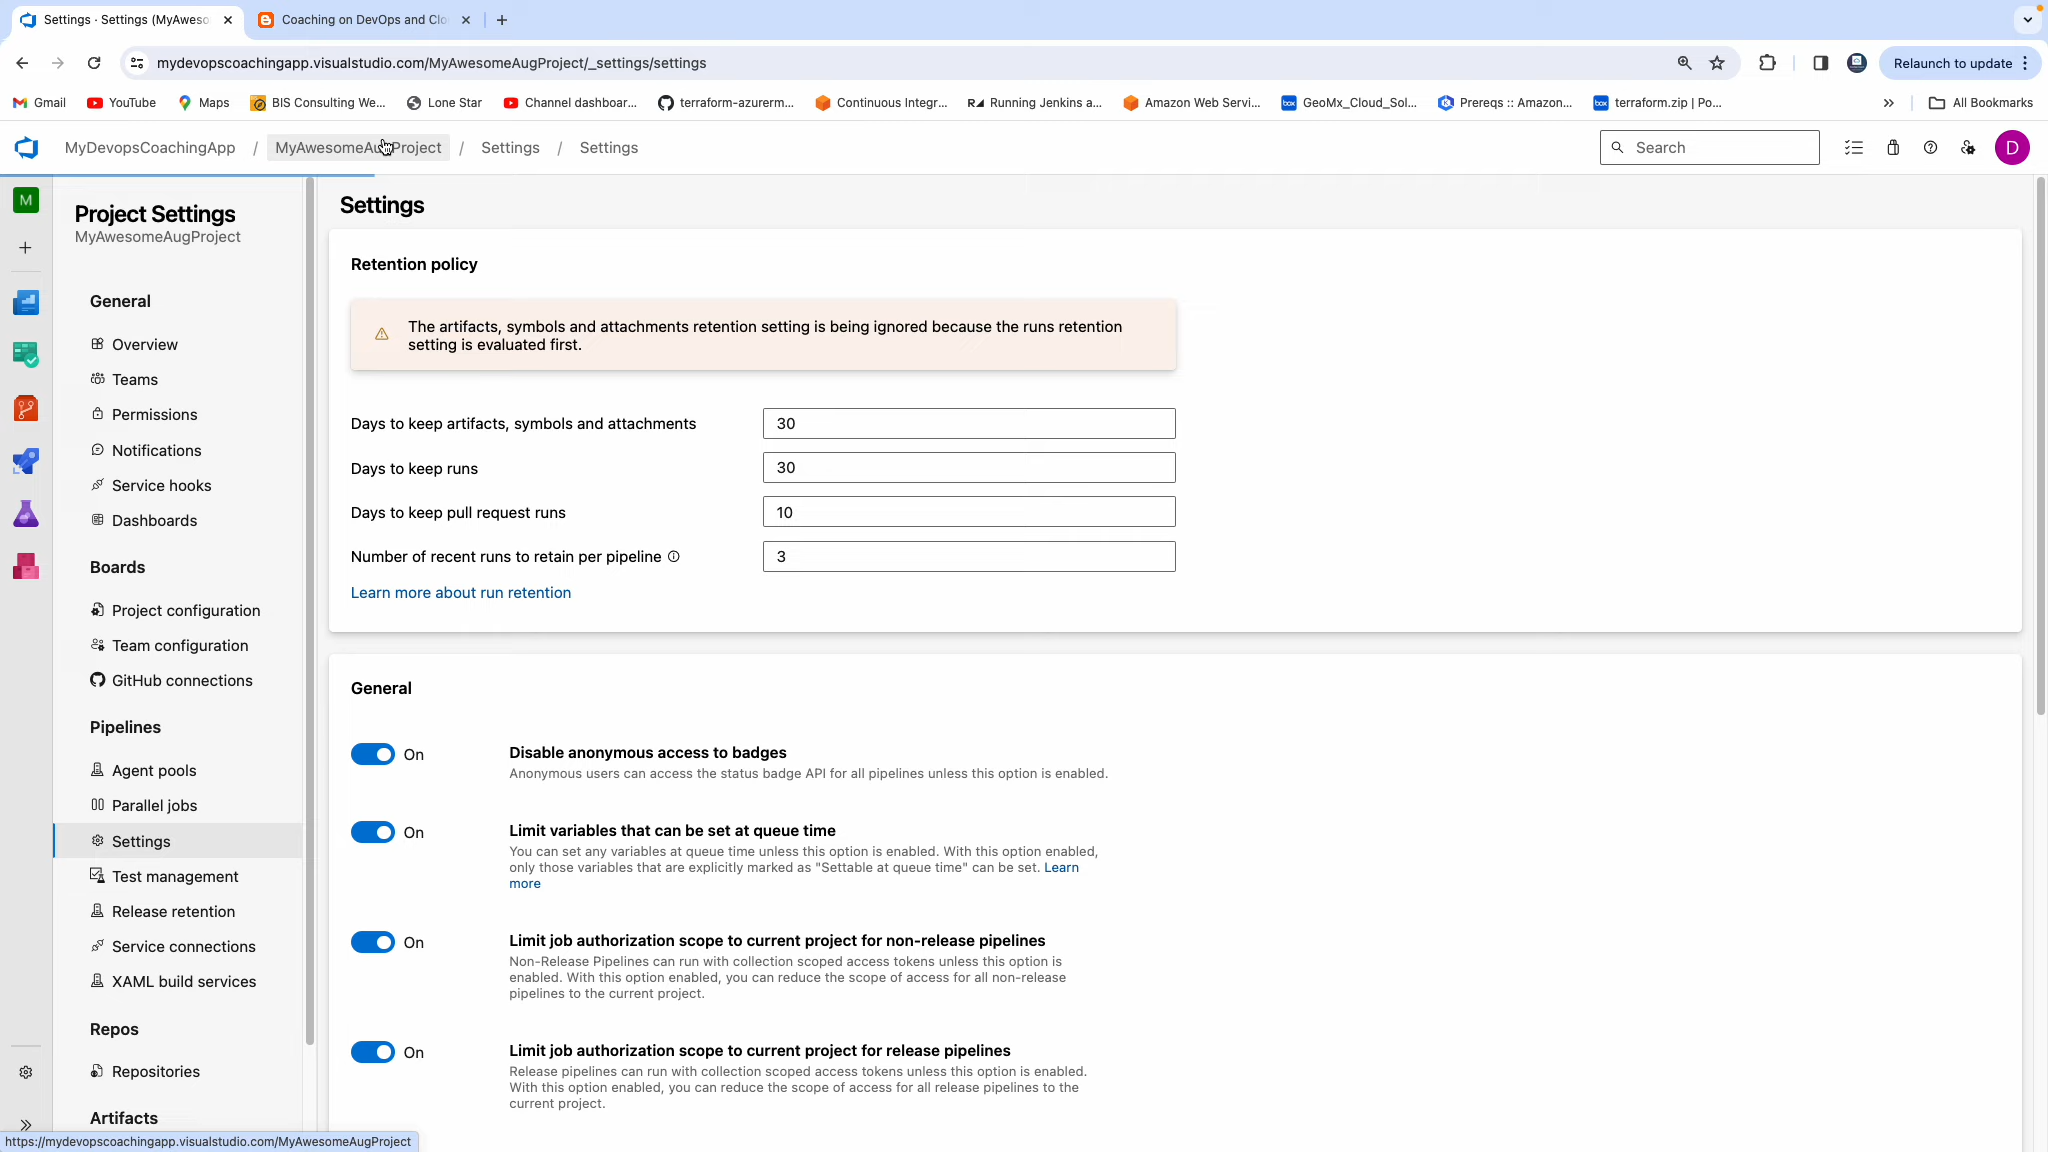 Settings · Settings (MyAweso
Coaching on DevOps and Clo
mydevopscoachingapp.visualstudio.com/MyAwesomeAugProject/_settings/settings
Relaunch to update
Gmail
YouTube
Maps
BIS Consulting We...
Lone Star
Channel dashboar...
terraform-azurerm...
Continuous Integr...
Running Jenkins a...
Amazon Web Servi...
GeoMx_Cloud_Sol...
Prereqs :: Amazon...
terraform.zip | Po...
All Bookmarks
MyDevopsCoachingApp / MyAwesomeAugProject / Settings / Settings
Search
D
M
Project Settings
MyAwesomeAugProject
General
Overview
Teams
Permissions
Notifications
Service hooks
Dashboards
Boards
Project configuration
Team configuration
GitHub connections
Pipelines
Agent pools
Parallel jobs
Settings
Test management
Release retention
Service connections
XAML build services
Repos
Repositories
Artifacts
Settings
Retention policy
The artifacts, symbols and attachments retention setting is being ignored because the runs retention
setting is evaluated first.
Days to keep artifacts, symbols and attachments 30
Days to keep runs 30
Days to keep pull request runs 10
Number of recent runs to retain per pipeline 3
Learn more about run retention
General
On Disable anonymous access to badges
Anonymous users can access the status badge API for all pipelines unless this option is enabled.
On Limit variables that can be set at queue time
You can set any variables at queue time unless this option is enabled. With this option enabled,
only those variables that are explicitly marked as "Settable at queue time" can be set. Learn
more
On Limit job authorization scope to current project for non-release pipelines
Non-Release Pipelines can run with collection scoped access tokens unless this option is
enabled. With this option enabled, you can reduce the scope of access for all non-release
pipelines to the current project.
On Limit job authorization scope to current project for release pipelines
Release pipelines can run with collection scoped access tokens unless this option is enabled.
With this option enabled, you can reduce the scope of access for all release pipelines to the
current project.
https://mydevopscoachingapp.visualstudio.com/MyAwesomeAugProject